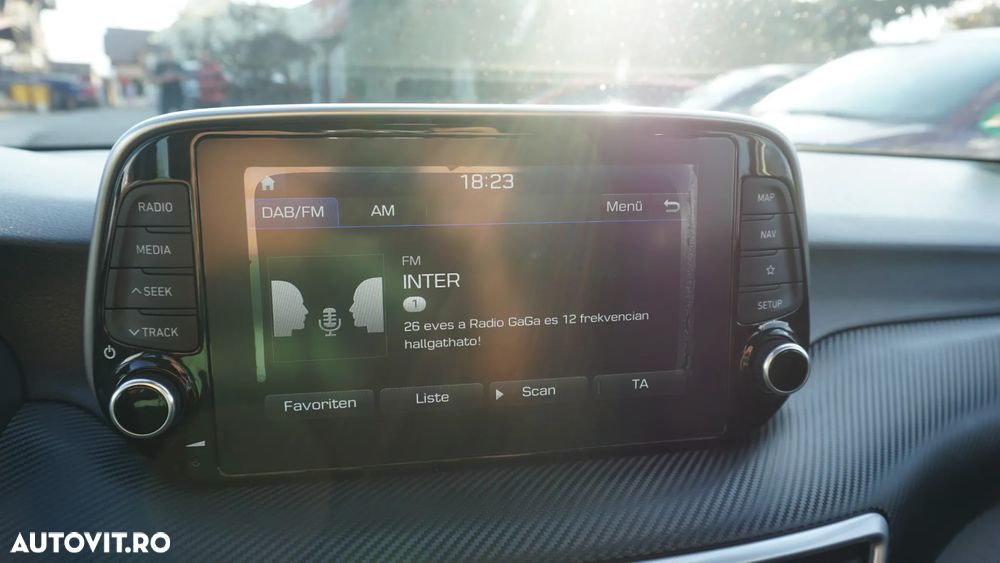 18:23
DAB/FM
AM
Menü
RADIO
MEDIA
SEEK
TRACK
MAP
NAV
SETUP
FM
INTER
1
26 eves a Radio GaGa es 12 frekvencian
hallgathato!
Favoriten
Liste
Scan
TA
AUTOVIT.RO